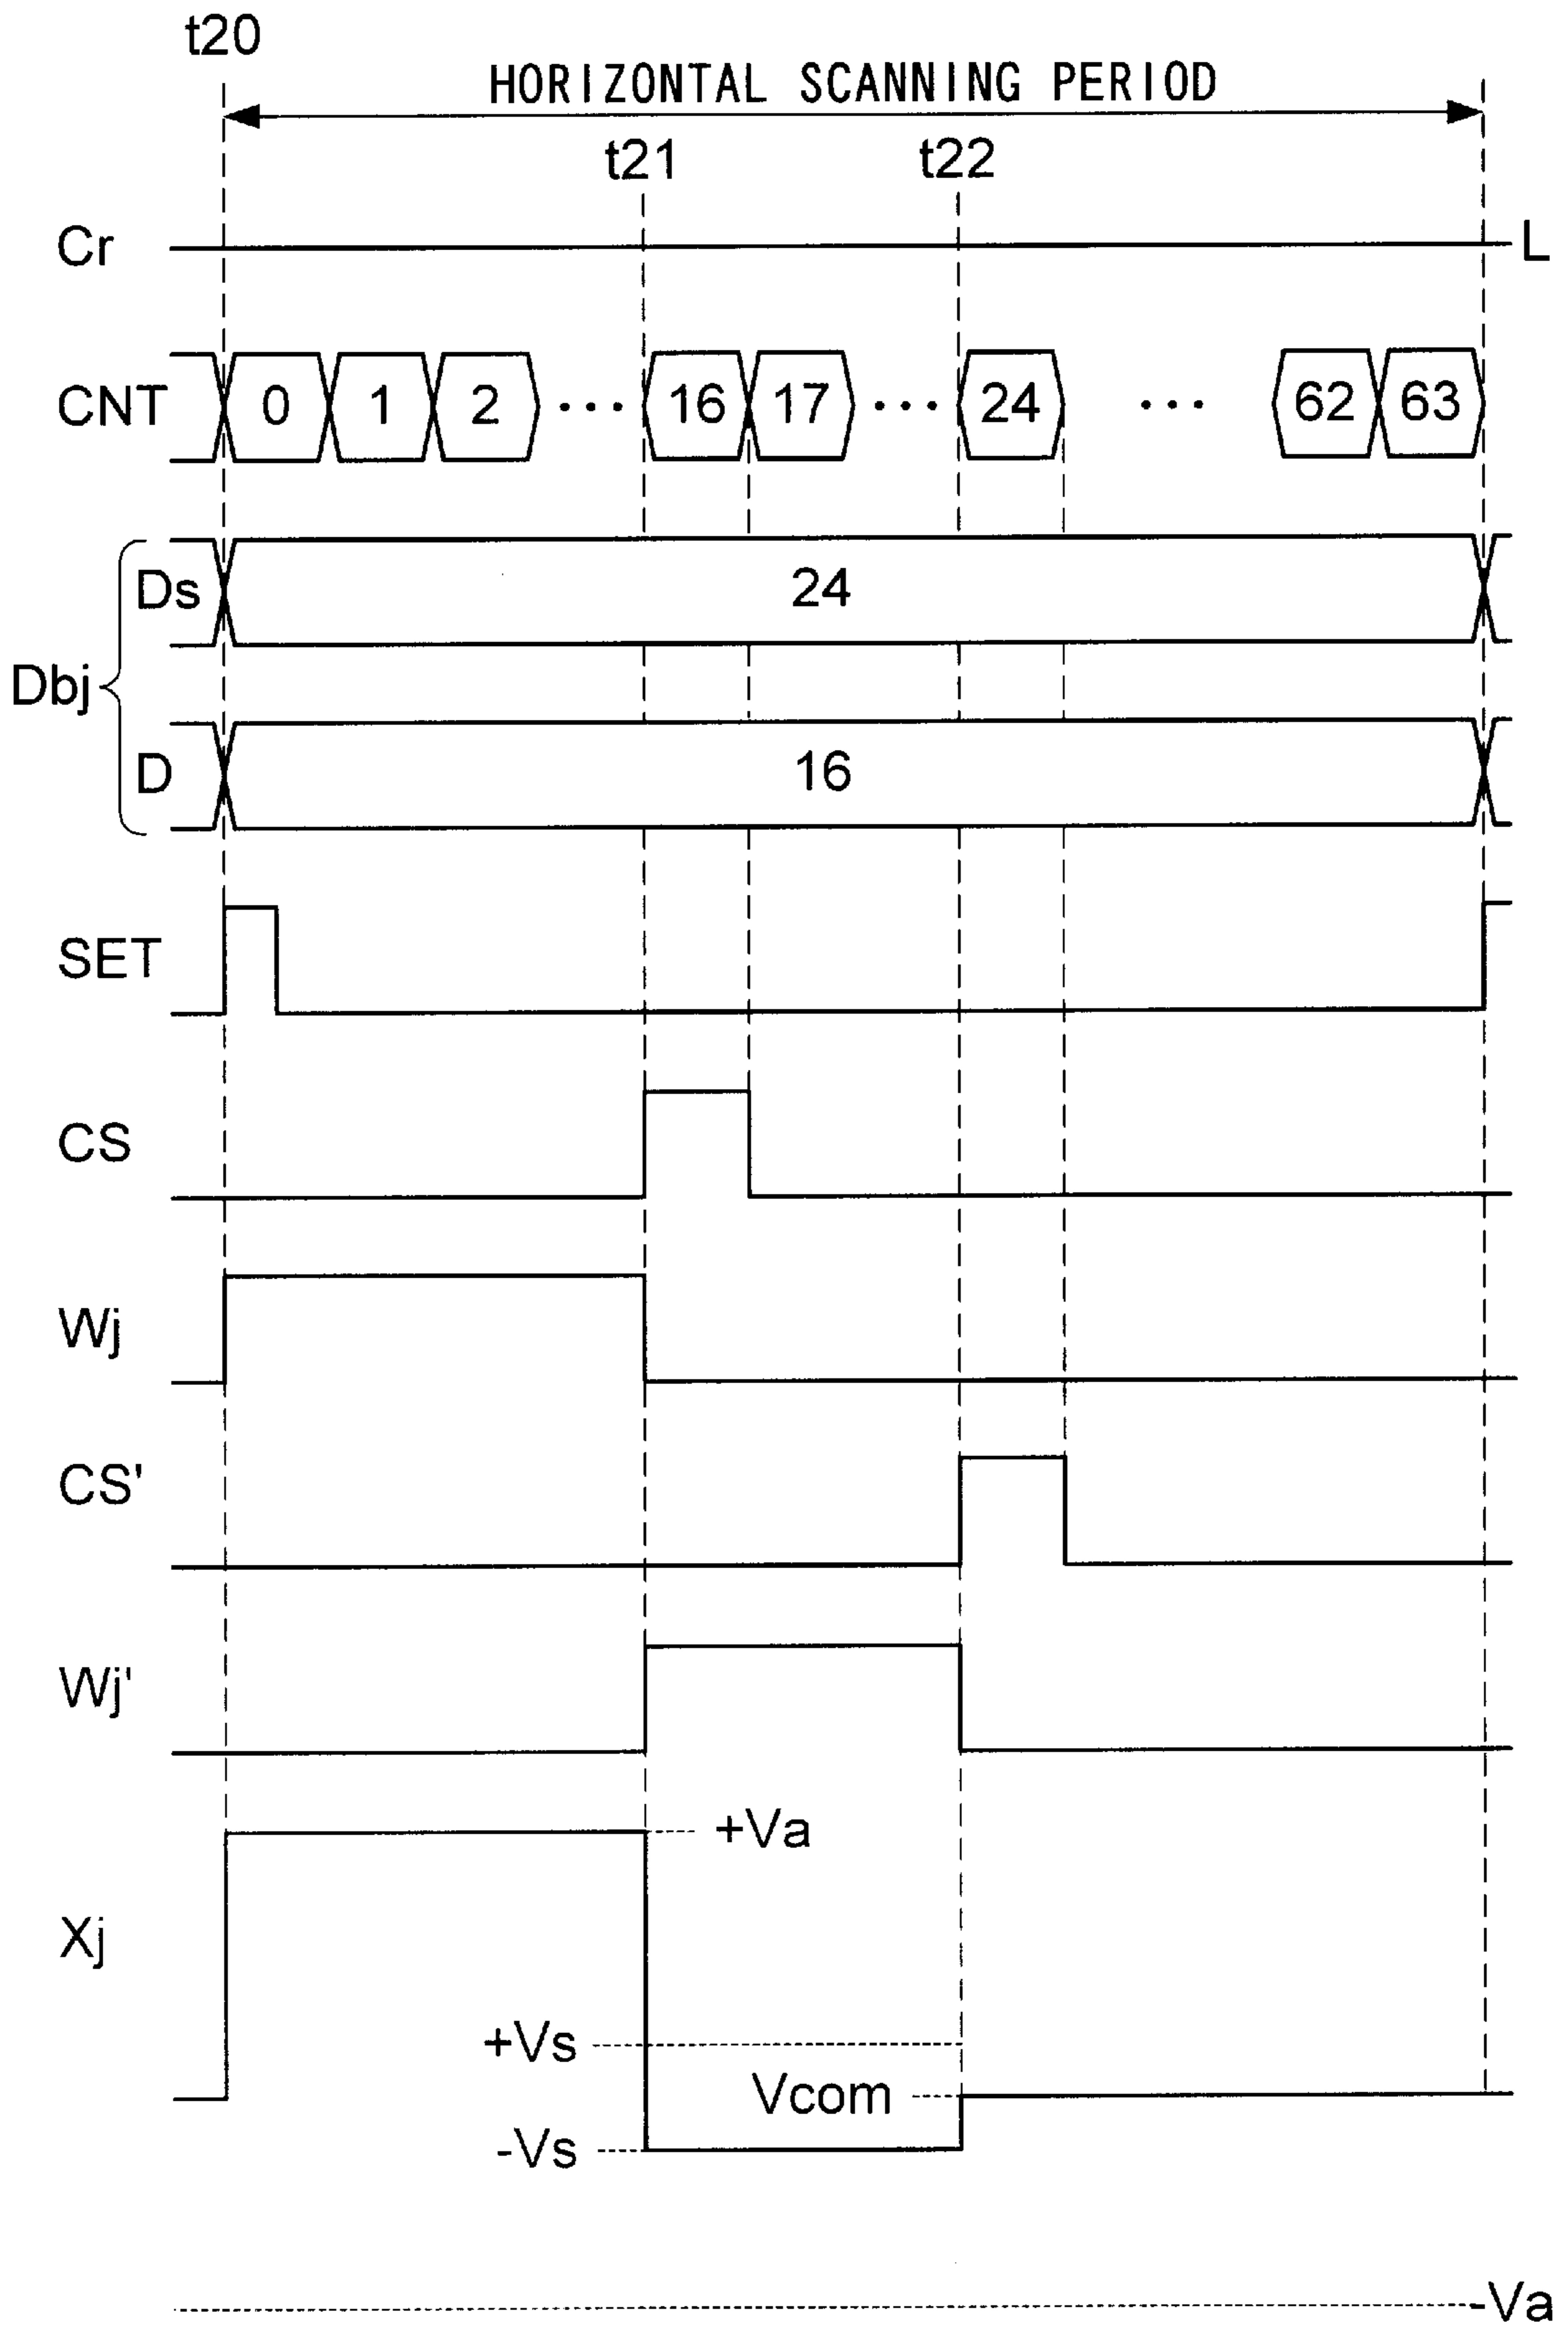 t20
HORIZONTAL SCANNING PERIOD
t21 t22
Cr L
CNT 0 1 2 ... 16 17 ... 24 ... 62 63
Ds 24
Dbj
D 16
SET
CS
Wj
CS'
Wj'
+Va
Xj
+Vs
Vcom
-Vs
-Va